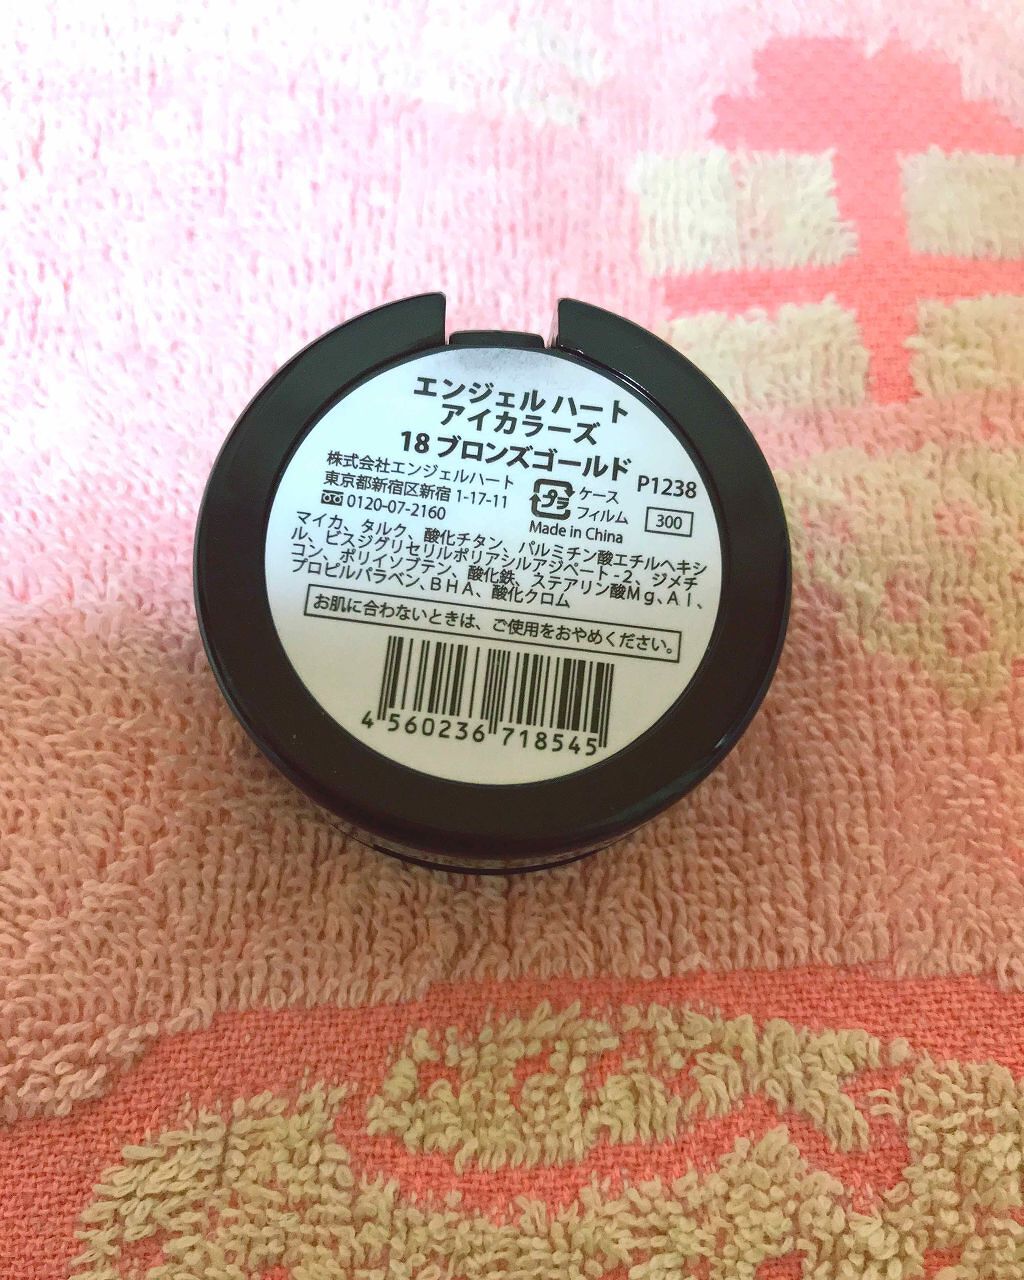 エンジェル ハート
アイカラーズ
18 ブロンズゴールド P1238
株式会社エンジェルハート
東京都新宿区新宿 1-17-11
0120-07-2160
プラ
ケース
フィルム
300
Made in China
マイカ、タルク、酸化チタン、パルミチン酸エチルヘキシ
ル、ビスジグリセリルポリアシルアジペート-2、ジメチ
コン、ポリイソブテン、酸化鉄、ステアリン酸Mg、Al、
プロピルパラベン、BHA、酸化クロム
お肌に合わないときは、ご使用をおやめください。
4 560236 718545